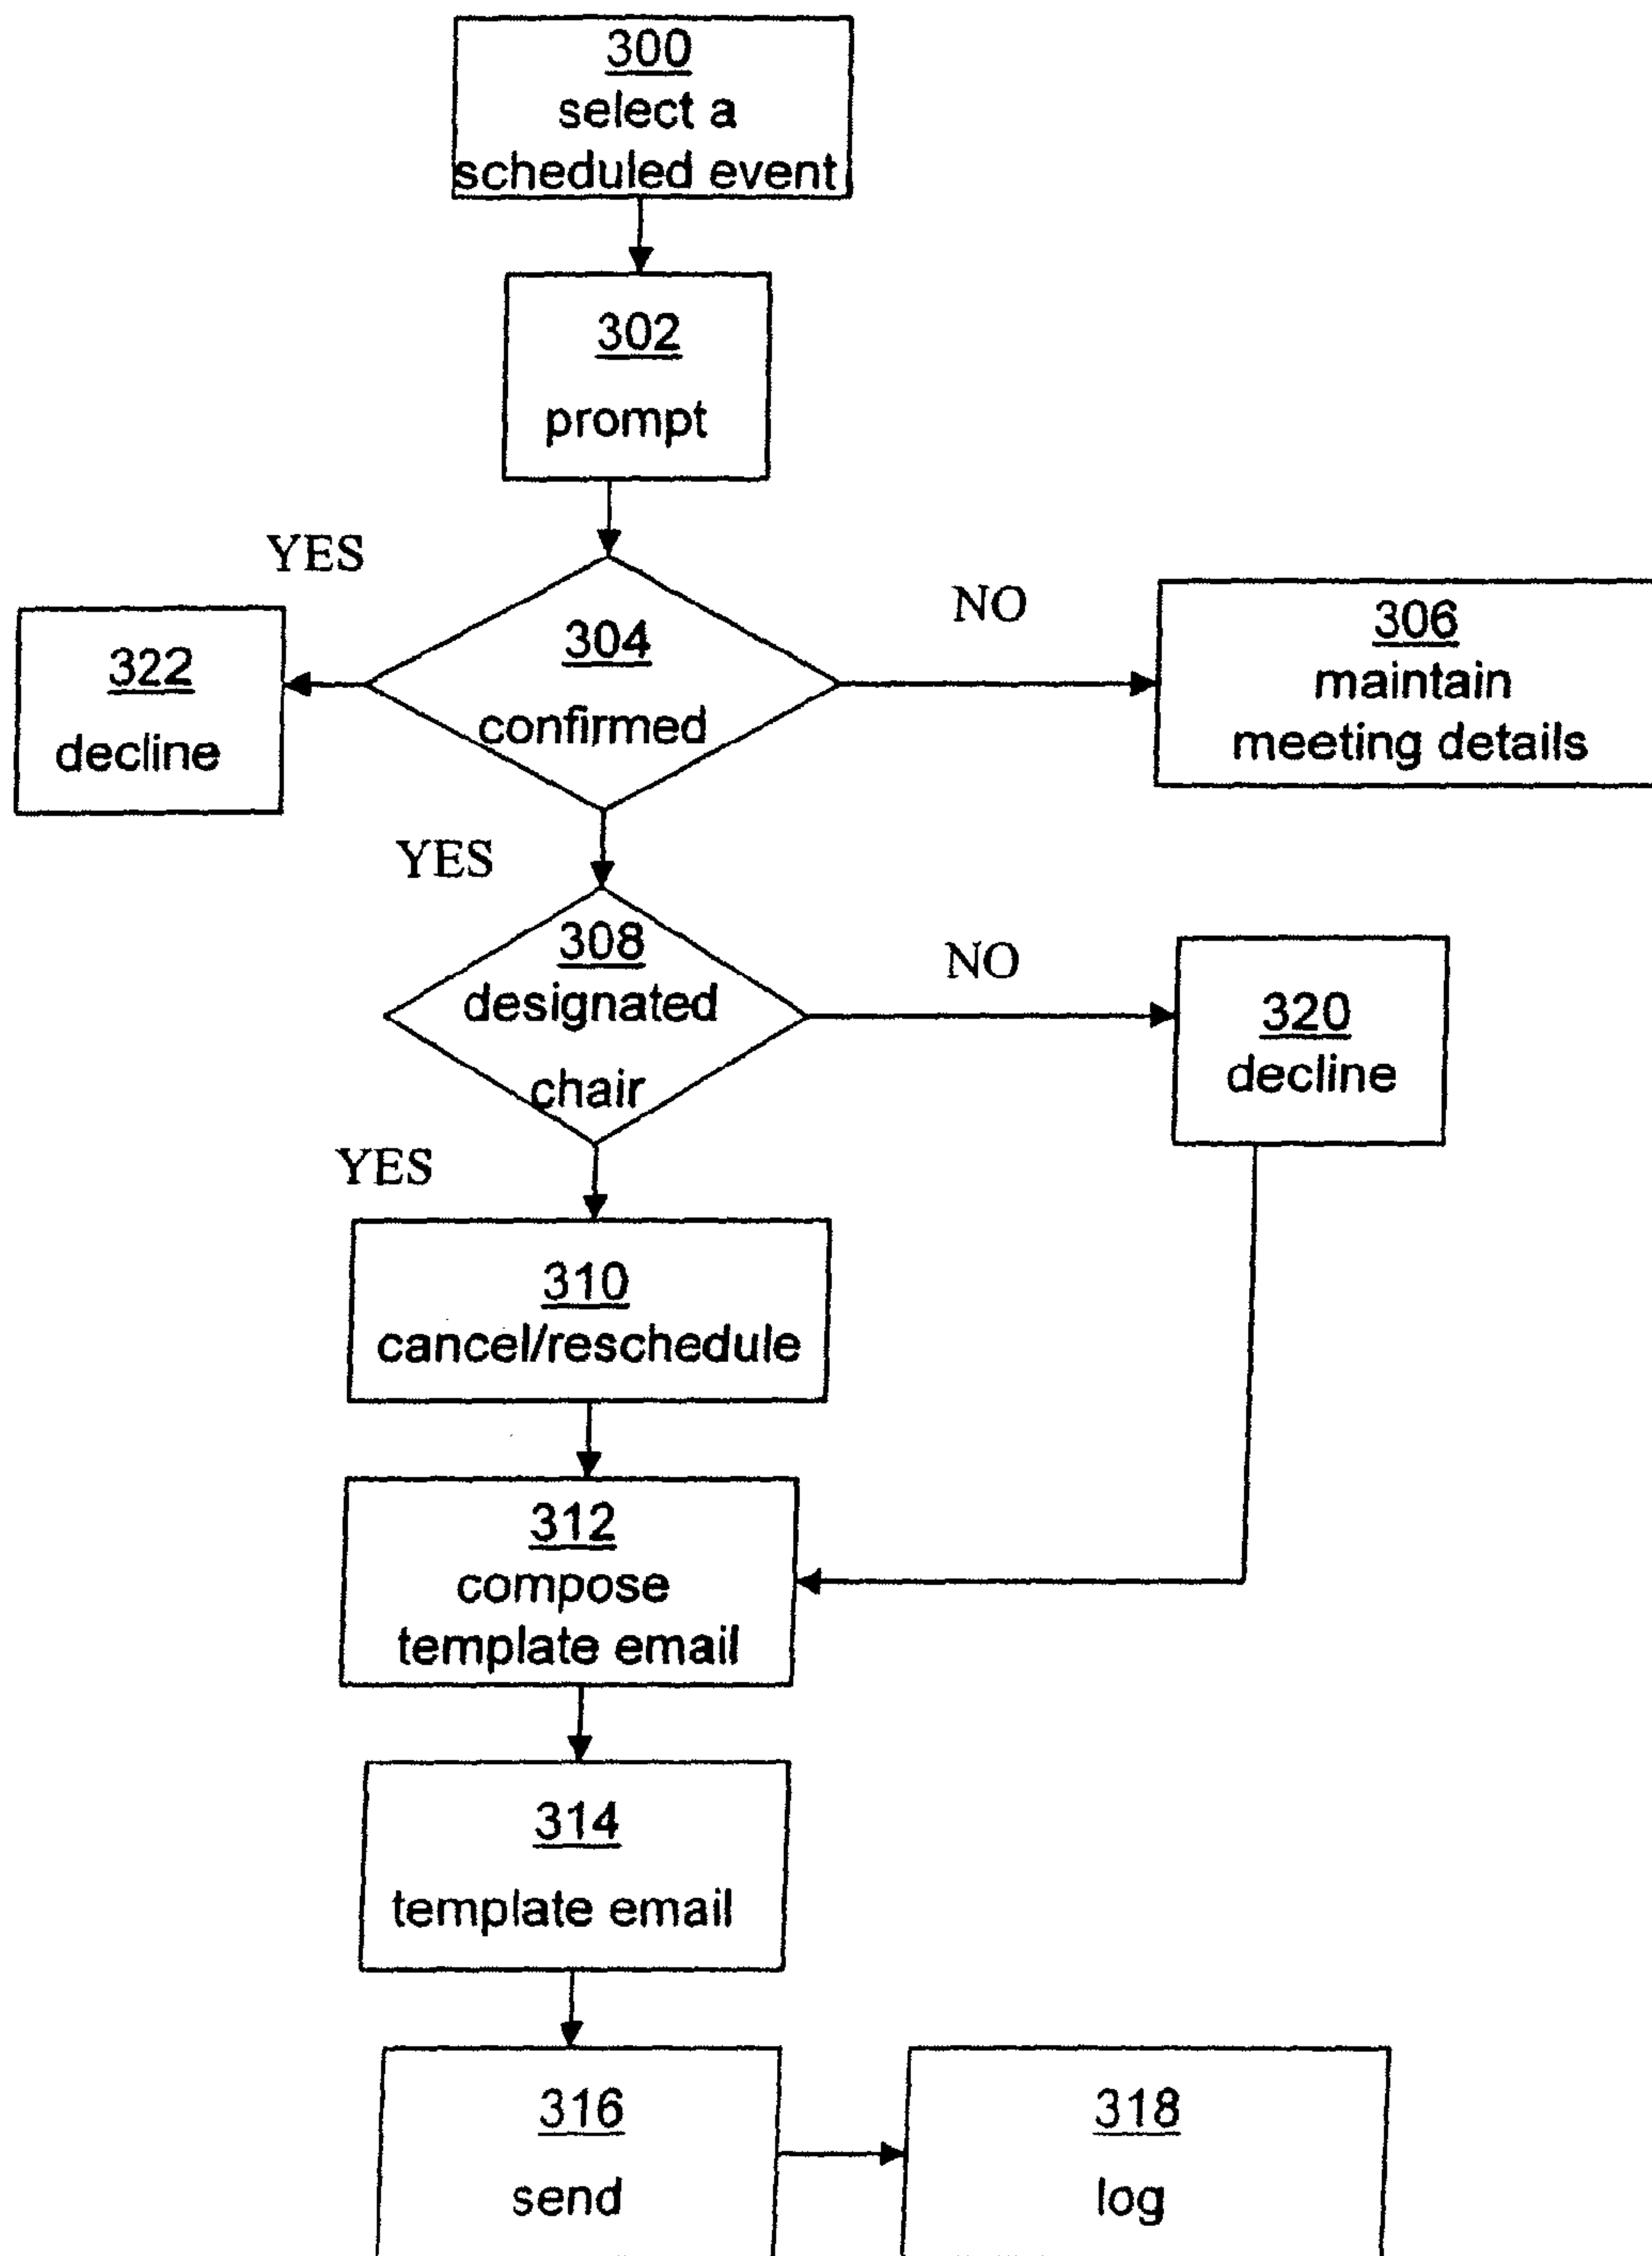 300
select a
scheduled event
302
prompt
YES
NO
322
decline
304
confirmed
306
maintain
meeting details
YES
308
designated
chair
NO
320
decline
YES
310
cancel/reschedule
312
compose
template email
314
template email
316
send
318
log